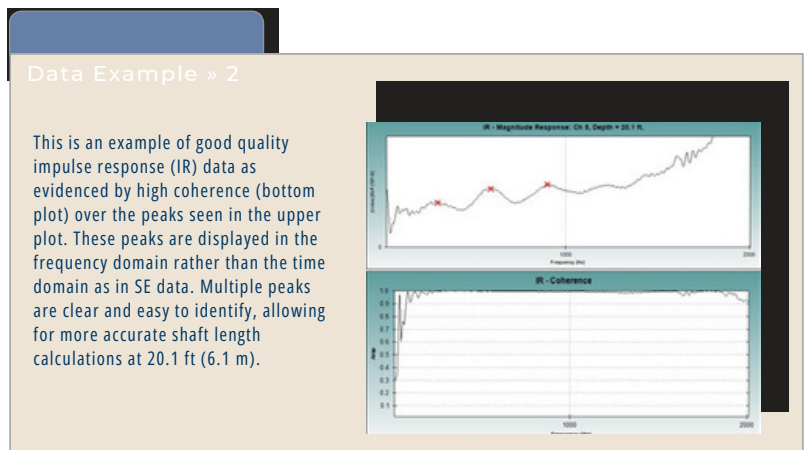 Data Example » 2
This is an example of good quality
impulse response (IR) data as
evidenced by high coherence (bottom
plot) over the peaks seen in the upper
plot. These peaks are displayed in the
frequency domain rather than the time
domain as in SE data. Multiple peaks
are clear and easy to identify, allowing
for more accurate shaft length
calculations at 20.1 ft (6.1 m).
IR - Magnitude Response: Ch 5, Depth = 20.1 ft.
0
1000
2000
Frequency (Hz)
IR - Coherence
1.0
0.9
0.8
0.7
0.6
0.5
0.4
0.3
0.2
0.1
1000
2000